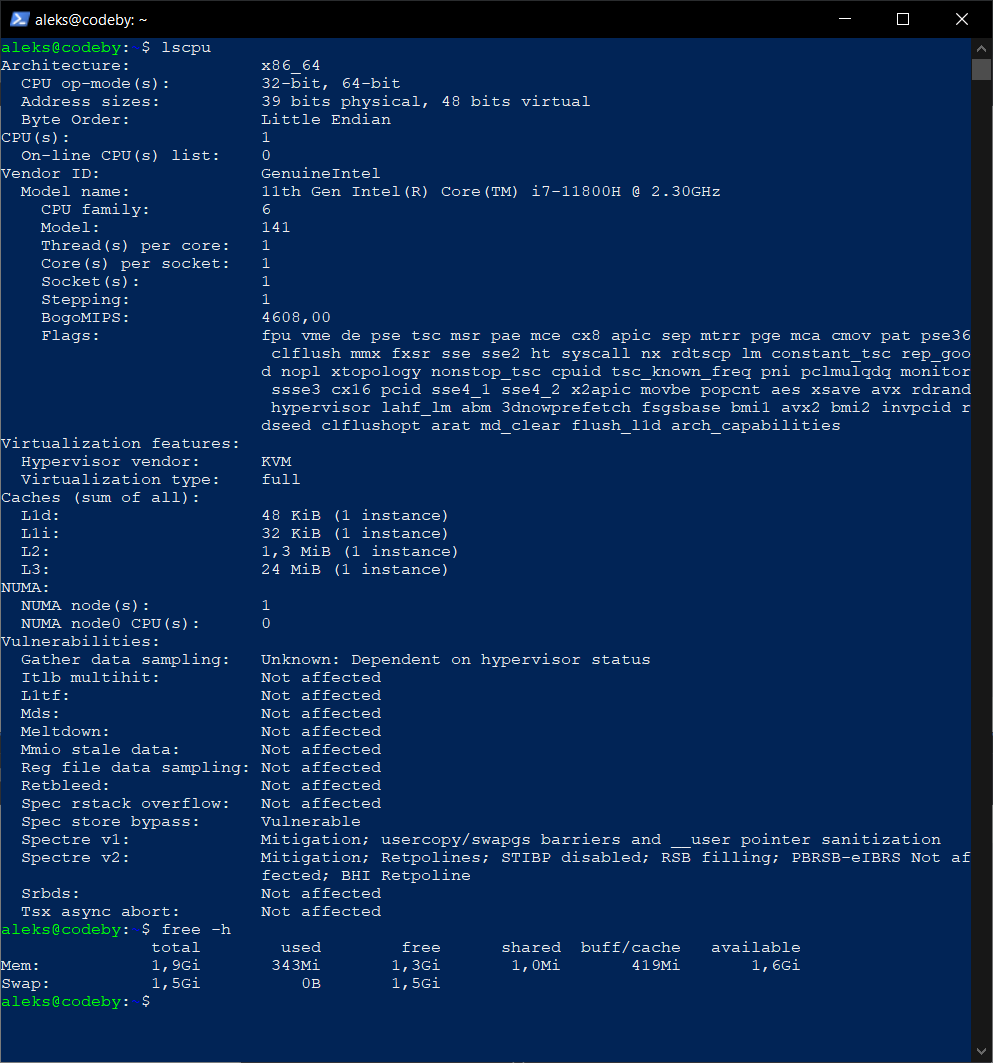 aleks@codeby: ~
aleks@codeby:~$ lscpu
Architecture: x86_64
CPU op-mode(s): 32-bit, 64-bit
Address sizes: 39 bits physical, 48 bits virtual
Byte Order: Little Endian
CPU(s): 1
On-line CPU(s) list: 0
Vendor ID: GenuineIntel
Model name: 11th Gen Intel(R) Core(TM) i7-11800H @ 2.30GHz
CPU family: 6
Model: 141
Thread(s) per core: 1
Core(s) per socket: 1
Socket(s): 1
Stepping: 1
BogoMIPS: 4608,00
Flags: fpu vme de pse tsc msr pae mce cx8 apic sep mtrr pge mca cmov pat pse36
clflush mmx fxsr sse sse2 ht syscall nx rdtscp lm constant_tsc rep_goo
d nopl xtopology nonstop_tsc cpuid tsc_known_freq pni pclmulqdq monitor
ssse3 cx16 pcid sse4_1 sse4_2 x2apic movbe popcnt aes xsave avx rdrand
hypervisor lahf_lm abm 3dnowprefetch fsgsbase bmi1 avx2 bmi2 invpcid r
dseed clflushopt arat md_clear flush_l1d arch_capabilities
Virtualization features:
Hypervisor vendor: KVM
Virtualization type: full
Caches (sum of all):
L1d: 48 KiB (1 instance)
L1i: 32 KiB (1 instance)
L2: 1,3 MiB (1 instance)
L3: 24 MiB (1 instance)
NUMA:
NUMA node(s): 1
NUMA node0 CPU(s): 0
Vulnerabilities:
Gather data sampling: Unknown: Dependent on hypervisor status
Itlb multihit: Not affected
L1tf: Not affected
Mds: Not affected
Meltdown: Not affected
Mmio stale data: Not affected
Reg file data sampling: Not affected
Retbleed: Not affected
Spec rstack overflow: Not affected
Spec store bypass: Vulnerable
Spectre v1: Mitigation; usercopy/swapgs barriers and __user pointer sanitization
Spectre v2: Mitigation; Retpolines; STIBP disabled; RSB filling; PBRSB-eIBRS Not af
fected; BHI Retpoline
Srbds: Not affected
Tsx async abort: Not affected
aleks@codeby:~$ free -h
total used free shared buff/cache available
Mem: 1,9Gi 343Mi 1,3Gi 1,0Mi 419Mi 1,6Gi
Swap: 1,5Gi 0B 1,5Gi
aleks@codeby:~$